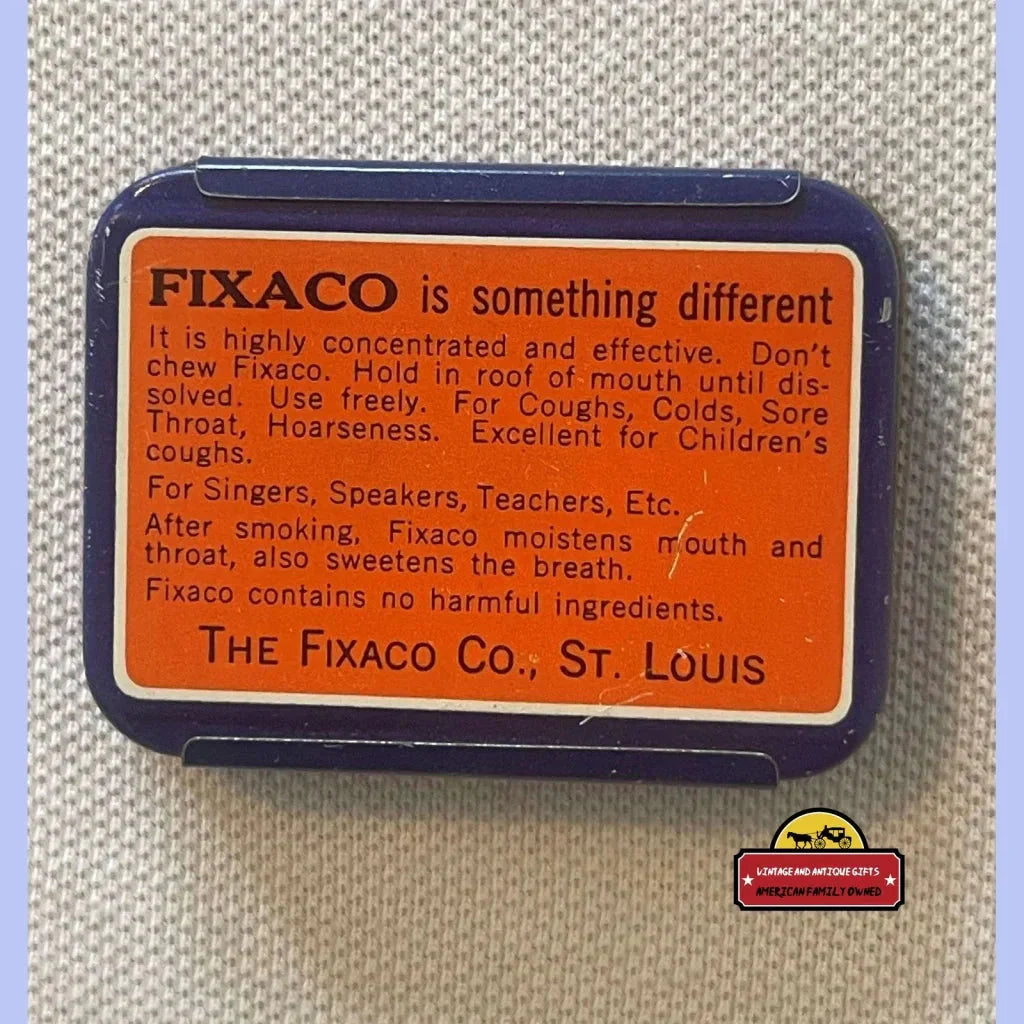 FIXACO is something different
It is highly concentrated and effective. Don't
chew Fixaco. Hold in roof of mouth until dis-
solved. Use freely. For Coughs, Colds, Sore
Throat, Hoarseness. Excellent for Children's
coughs.
For Singers, Speakers, Teachers, Etc.
After smoking, Fixaco moistens mouth and
throat, also sweetens the breath.
Fixaco contains no harmful ingredients.
THE FIXACO CO., ST. LOUIS
VINTAGE AND ANTIQUE GIFTS
AMERICAN FAMILY OWNED